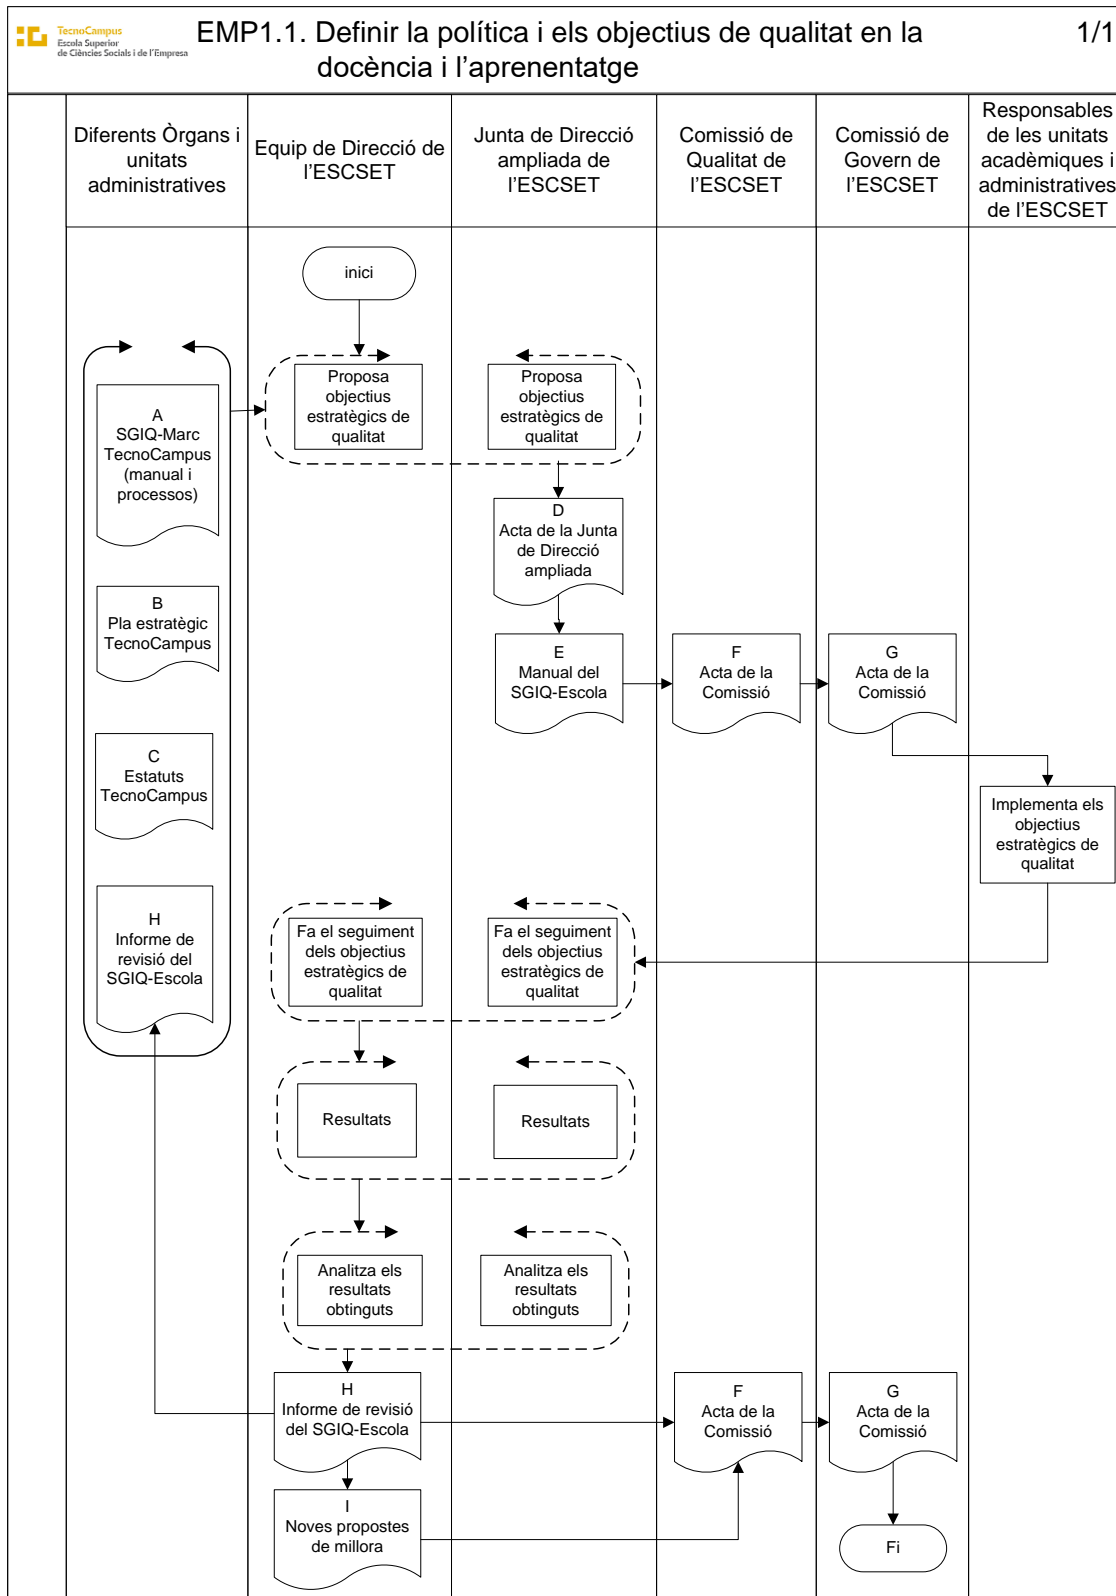 TecnoCampus
Escola Superior
de Ciències Socials i de l'Empresa
EMP1.1. Definir la política i els objectius de qualitat en la
docència i l'aprenentatge
1/1
Diferents Òrgans i
unitats
administratives
Equip de Direcció de
l'ESCSET
Junta de Direcció
ampliada de
l'ESCSET
Comissió de
Qualitat de
l'ESCSET
Comissió de
Govern de
l'ESCSET
Responsables
de les unitats
acadèmiques i
administratives
de l'ESCSET
inici
Proposa
objectius
estratègics de
qualitat
Proposa
objectius
estratègics de
qualitat
A
SGIQ-Marc
TecnoCampus
(manual i
processos)
D
Acta de la Junta
de Direcció
ampliada
B
Pla estratègic
TecnoCampus
E
Manual del
SGIQ-Escola
F
Acta de la
Comissió
G
Acta de la
Comissió
C
Estatuts
TecnoCampus
Implementa els
objectius
estratègics de
qualitat
H
Informe de
revisió del
SGIQ-Escola
Fa el seguiment
dels objectius
estratègics de
qualitat
Fa el seguiment
dels objectius
estratègics de
qualitat
Resultats
Resultats
Analitza els
resultats
obtinguts
Analitza els
resultats
obtinguts
H
Informe de revisió
del SGIQ-Escola
F
Acta de la
Comissió
G
Acta de la
Comissió
I
Noves propostes
de millora
Fi